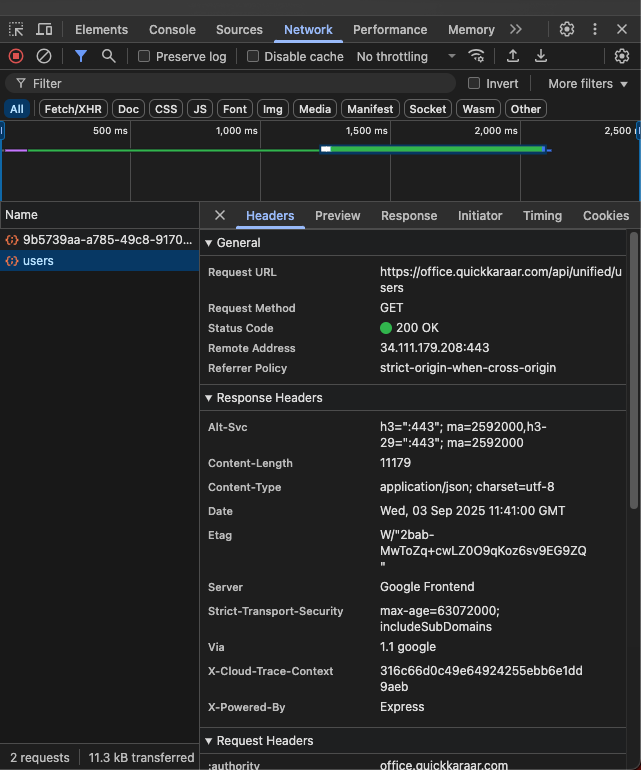 Elements Console Sources Network Performance Memory
Preserve log Disable cache No throttling
Filter Invert More filters
All Fetch/XHR Doc CSS JS Font Img Media Manifest Socket Wasm Other
500 ms 1,000 ms 1,500 ms 2,000 ms 2,500
Name
9b5739aa-a785-49c8-9170...
users
Headers Preview Response Initiator Timing Cookies
General
Request URL https://office.quickkaraar.com/api/unified/u
sers
Request Method GET
Status Code 200 OK
Remote Address 34.111.179.208:443
Referrer Policy strict-origin-when-cross-origin
Response Headers
Alt-Svc h3=":443"; ma=2592000,h3-
29=":443"; ma=2592000
Content-Length 11179
Content-Type application/json; charset=utf-8
Date Wed, 03 Sep 2025 11:41:00 GMT
Etag W/"2bab-
MwToZq+cwLZ0O9qKoz6sv9EG9ZQ
"
Server Google Frontend
Strict-Transport-Security max-age=63072000;
includeSubDomains
Via 1.1 google
X-Cloud-Trace-Context 316c66d0c49e64924255ebb6e1dd
9aeb
X-Powered-By Express
Request Headers
:authority office.quickkaraar.com
2 requests 11.3 kB transferred